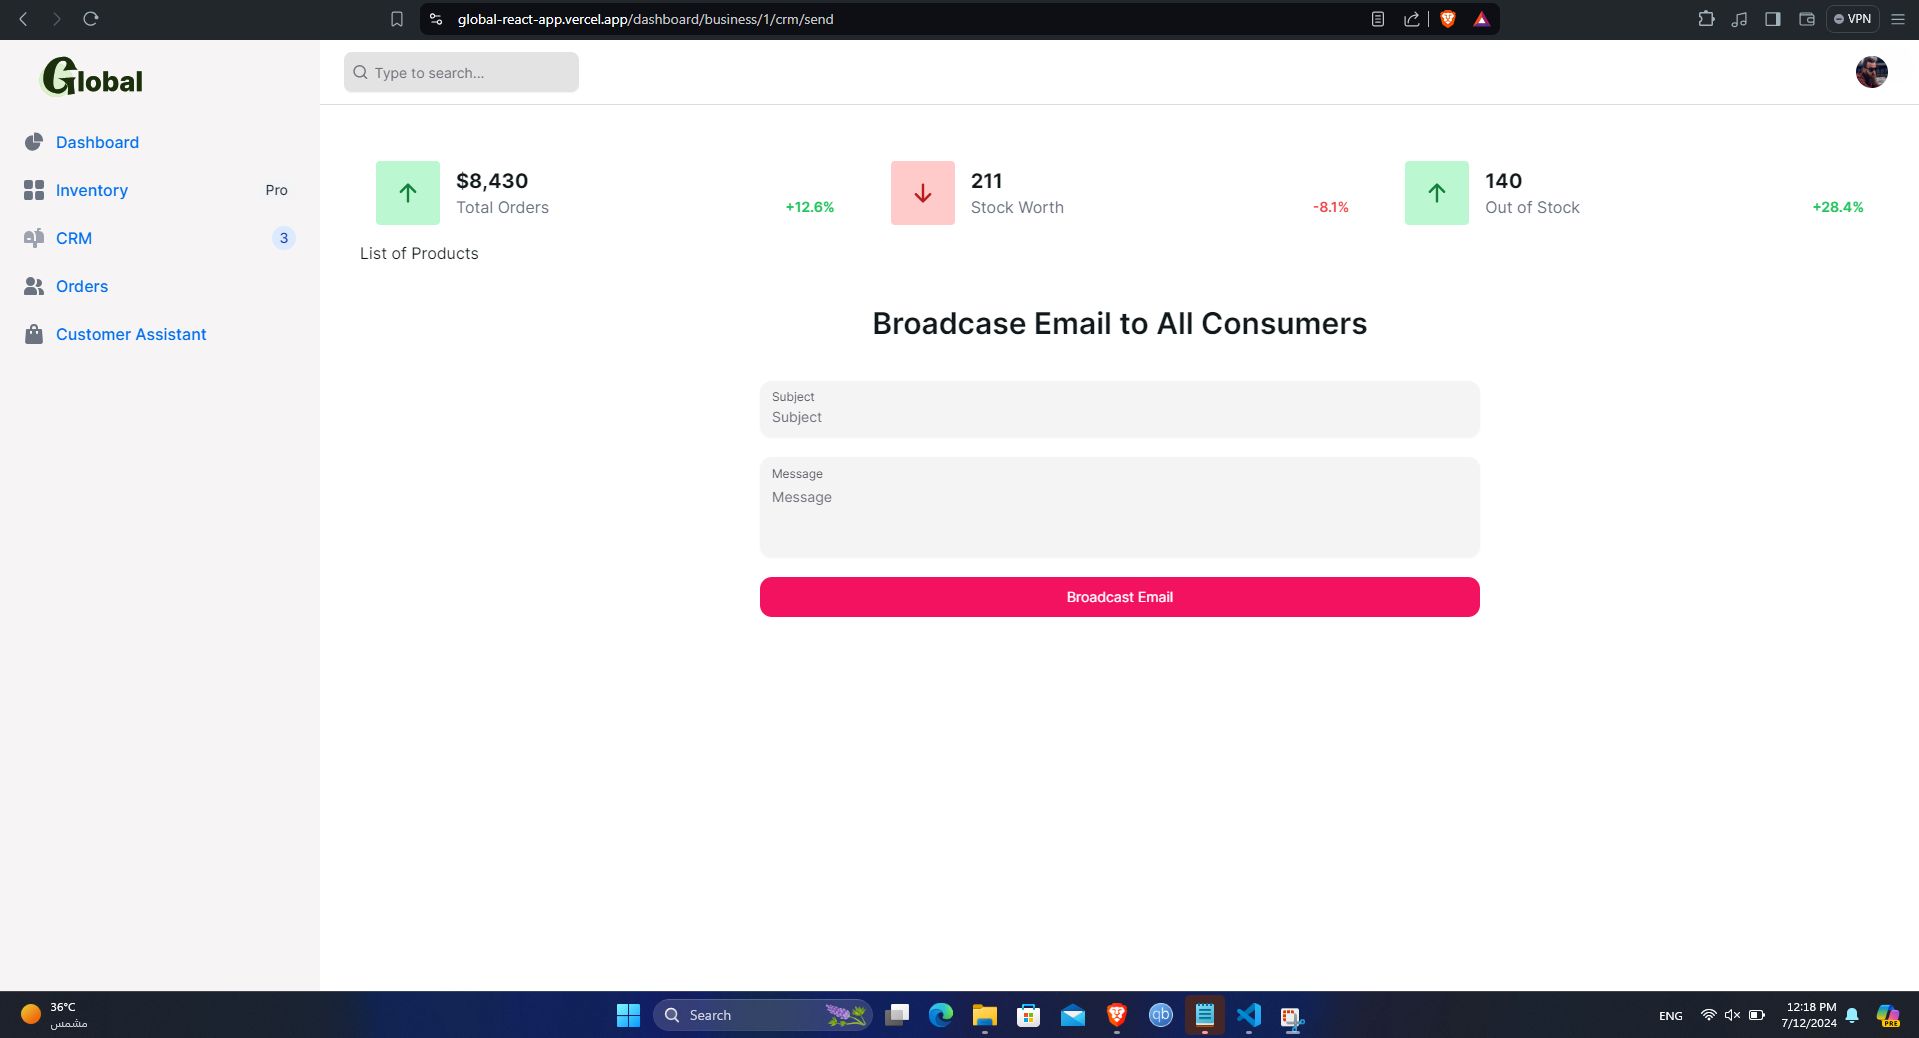 global-react-app.vercel.app/dashboard/business/1/crm/send
VPN
Global
Type to search...
Dashboard
Inventory Pro
CRM 3
Orders
Customer Assistant
$8,430
Total Orders +12.6%
211
Stock Worth -8.1%
140
Out of Stock +28.4%
List of Products
Broadcase Email to All Consumers
Subject
Subject
Message
Message
Broadcast Email
36°C
مشمس
Search
qb
ENG
12:18 PM
7/12/2024
PRE